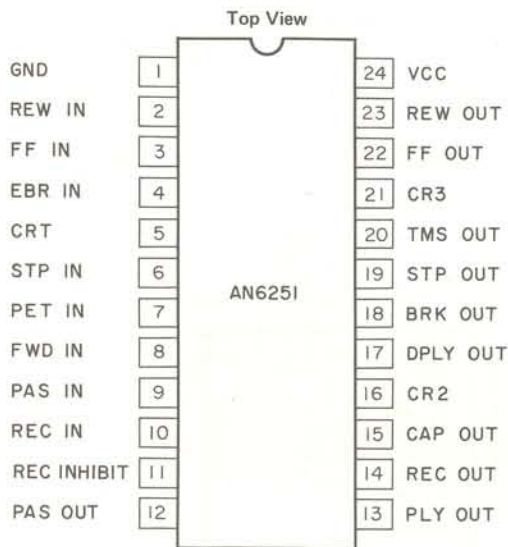 Top View
GND 1 24 VCC
REW IN 2 23 REW OUT
FF IN 3 22 FF OUT
EBR IN 4 21 CR3
CRT 5 20 TMS OUT
STP IN 6 19 STP OUT
AN6251
PET IN 7 18 BRK OUT
FWD IN 8 17 DPLY OUT
PAS IN 9 16 CR2
REC IN 10 15 CAP OUT
REC INHIBIT 11 14 REC OUT
PAS OUT 12 13 PLY OUT